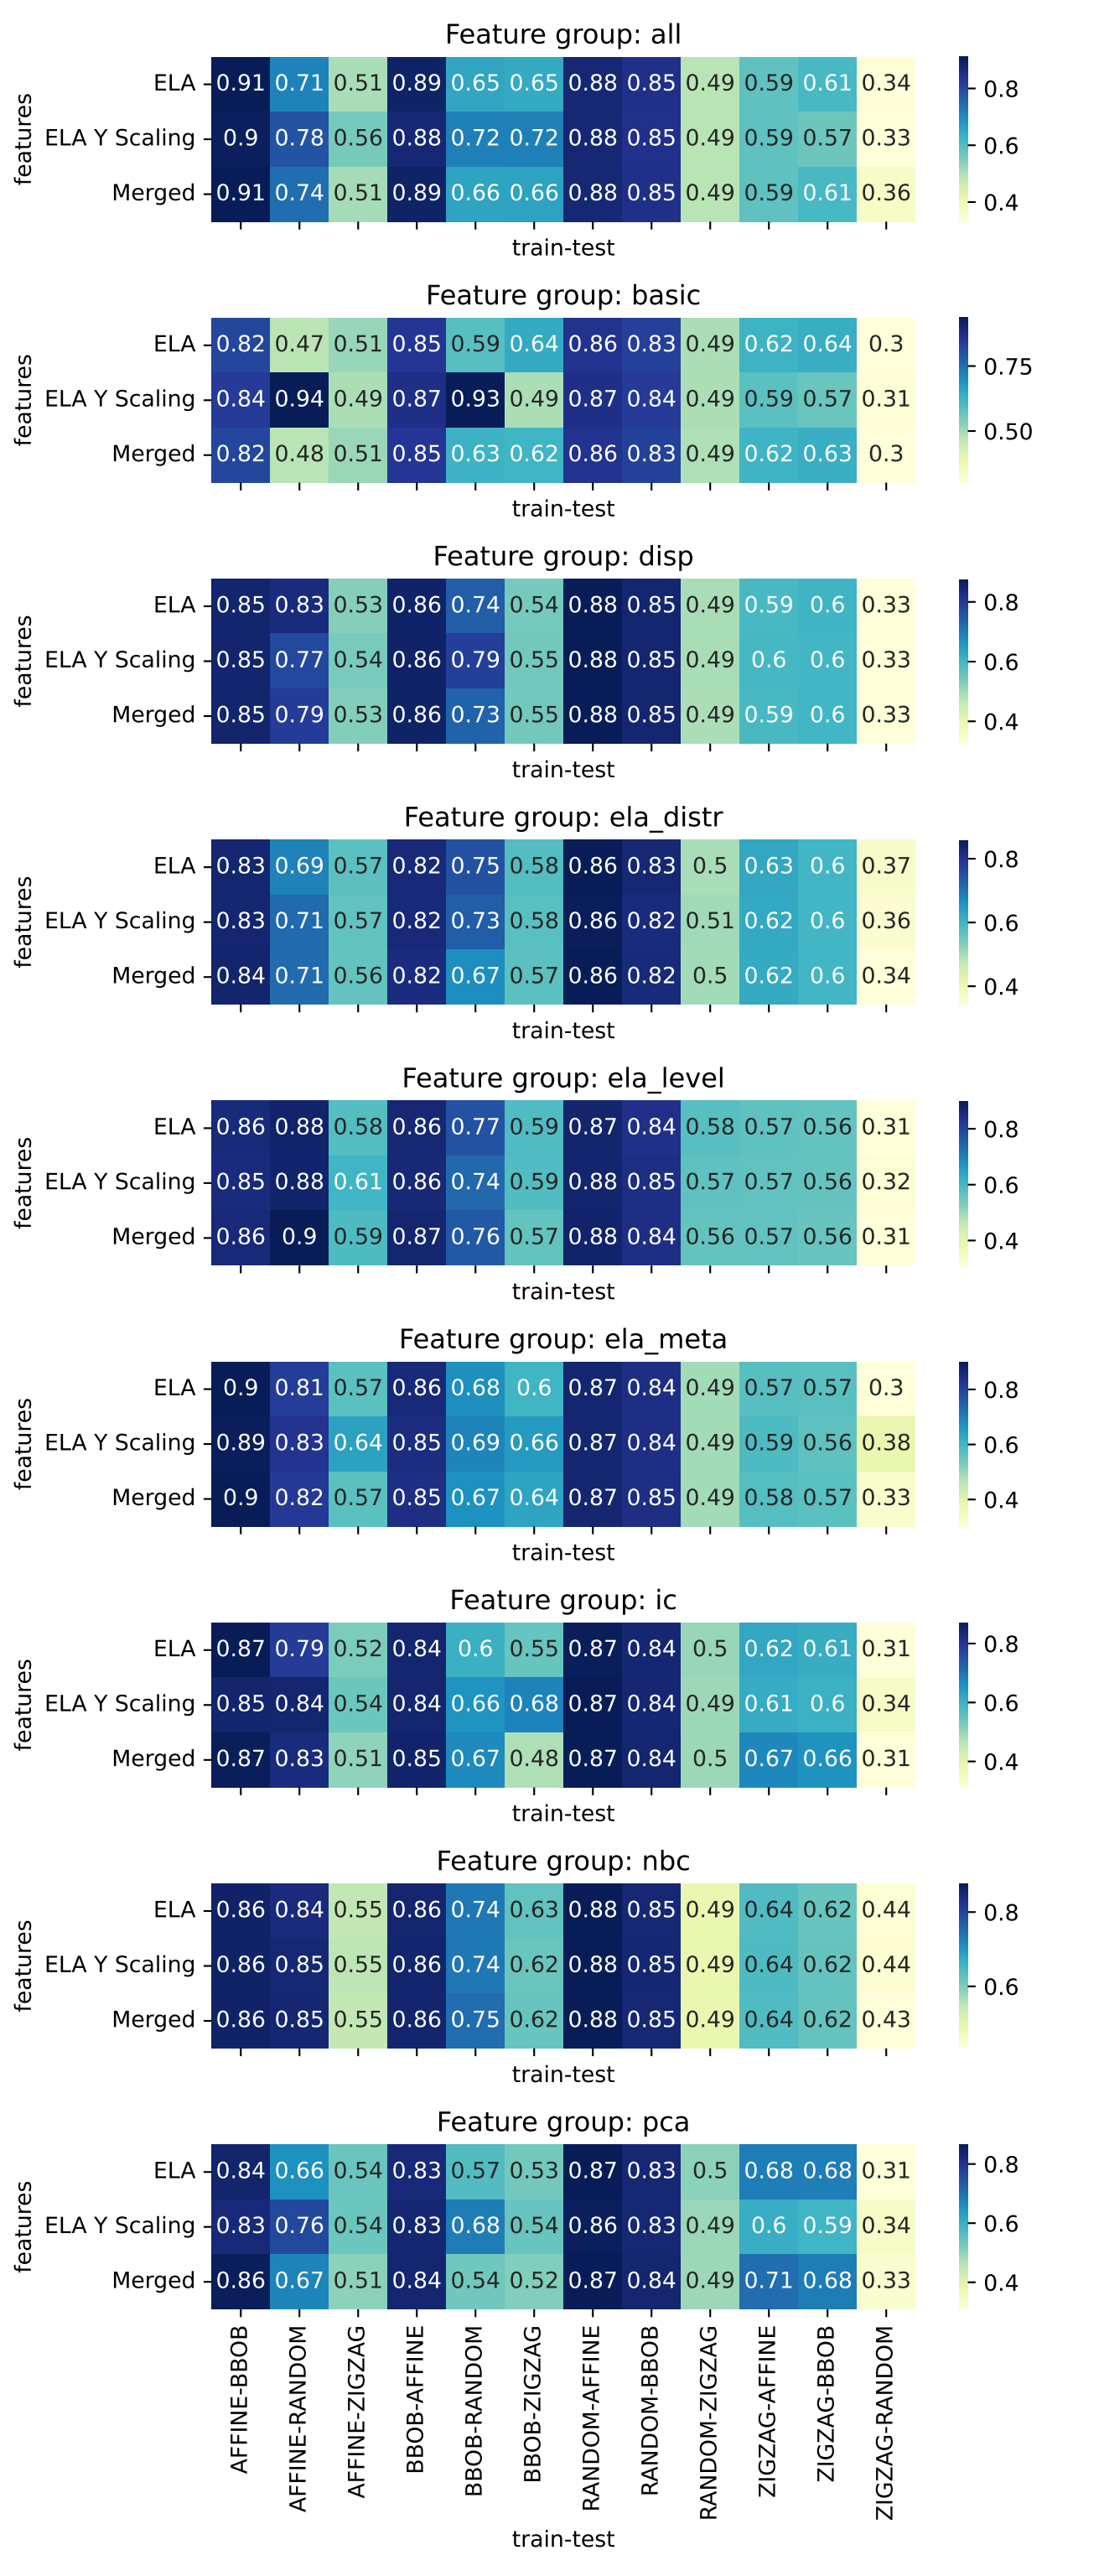 Feature group: all
features
ELA 0.91 0.71 0.51 0.89 0.65 0.65 0.88 0.85 0.49 0.59 0.61 0.34
ELA Y Scaling 0.9 0.78 0.56 0.88 0.72 0.72 0.88 0.85 0.49 0.59 0.57 0.33
Merged 0.91 0.74 0.51 0.89 0.66 0.66 0.88 0.85 0.49 0.59 0.61 0.36
0.8
0.6
0.4
train-test
Feature group: basic
features
ELA 0.82 0.47 0.51 0.85 0.59 0.64 0.86 0.83 0.49 0.62 0.64 0.3
ELA Y Scaling 0.84 0.94 0.49 0.87 0.93 0.49 0.87 0.84 0.49 0.59 0.57 0.31
Merged 0.82 0.48 0.51 0.85 0.63 0.62 0.86 0.83 0.49 0.62 0.63 0.3
0.75
0.50
train-test
Feature group: disp
features
ELA 0.85 0.83 0.53 0.86 0.74 0.54 0.88 0.85 0.49 0.59 0.6 0.33
ELA Y Scaling 0.85 0.77 0.54 0.86 0.79 0.55 0.88 0.85 0.49 0.6 0.6 0.33
Merged 0.85 0.79 0.53 0.86 0.73 0.55 0.88 0.85 0.49 0.59 0.6 0.33
0.8
0.6
0.4
train-test
Feature group: ela_distr
features
ELA 0.83 0.69 0.57 0.82 0.75 0.58 0.86 0.83 0.5 0.63 0.6 0.37
ELA Y Scaling 0.83 0.71 0.57 0.82 0.73 0.58 0.86 0.82 0.51 0.62 0.6 0.36
Merged 0.84 0.71 0.56 0.82 0.67 0.57 0.86 0.82 0.5 0.62 0.6 0.34
0.8
0.6
0.4
train-test
Feature group: ela_level
features
ELA 0.86 0.88 0.58 0.86 0.77 0.59 0.87 0.84 0.58 0.57 0.56 0.31
ELA Y Scaling 0.85 0.88 0.61 0.86 0.74 0.59 0.88 0.85 0.57 0.57 0.56 0.32
Merged 0.86 0.9 0.59 0.87 0.76 0.57 0.88 0.84 0.56 0.57 0.56 0.31
0.8
0.6
0.4
train-test
Feature group: ela_meta
features
ELA 0.9 0.81 0.57 0.86 0.68 0.6 0.87 0.84 0.49 0.57 0.57 0.3
ELA Y Scaling 0.89 0.83 0.64 0.85 0.69 0.66 0.87 0.84 0.49 0.59 0.56 0.38
Merged 0.9 0.82 0.57 0.85 0.67 0.64 0.87 0.85 0.49 0.58 0.57 0.33
0.8
0.6
0.4
train-test
Feature group: ic
features
ELA 0.87 0.79 0.52 0.84 0.6 0.55 0.87 0.84 0.5 0.62 0.61 0.31
ELA Y Scaling 0.85 0.84 0.54 0.84 0.66 0.68 0.87 0.84 0.49 0.61 0.6 0.34
Merged 0.87 0.83 0.51 0.85 0.67 0.48 0.87 0.84 0.5 0.67 0.66 0.31
0.8
0.6
0.4
train-test
Feature group: nbc
features
ELA 0.86 0.84 0.55 0.86 0.74 0.63 0.88 0.85 0.49 0.64 0.62 0.44
ELA Y Scaling 0.86 0.85 0.55 0.86 0.74 0.62 0.88 0.85 0.49 0.64 0.62 0.44
Merged 0.86 0.85 0.55 0.86 0.75 0.62 0.88 0.85 0.49 0.64 0.62 0.43
0.8
0.6
train-test
Feature group: pca
features
ELA 0.84 0.66 0.54 0.83 0.57 0.53 0.87 0.83 0.5 0.68 0.68 0.31
ELA Y Scaling 0.83 0.76 0.54 0.83 0.68 0.54 0.86 0.83 0.49 0.6 0.59 0.34
Merged 0.86 0.67 0.51 0.84 0.54 0.52 0.87 0.84 0.49 0.71 0.68 0.33
0.8
0.6
0.4
AFFINE-BBOB
AFFINE-RANDOM
AFFINE-ZIGZAG
BBOB-AFFINE
BBOB-RANDOM
BBOB-ZIGZAG
RANDOM-AFFINE
RANDOM-BBOB
RANDOM-ZIGZAG
ZIGZAG-AFFINE
ZIGZAG-BBOB
ZIGZAG-RANDOM
train-test